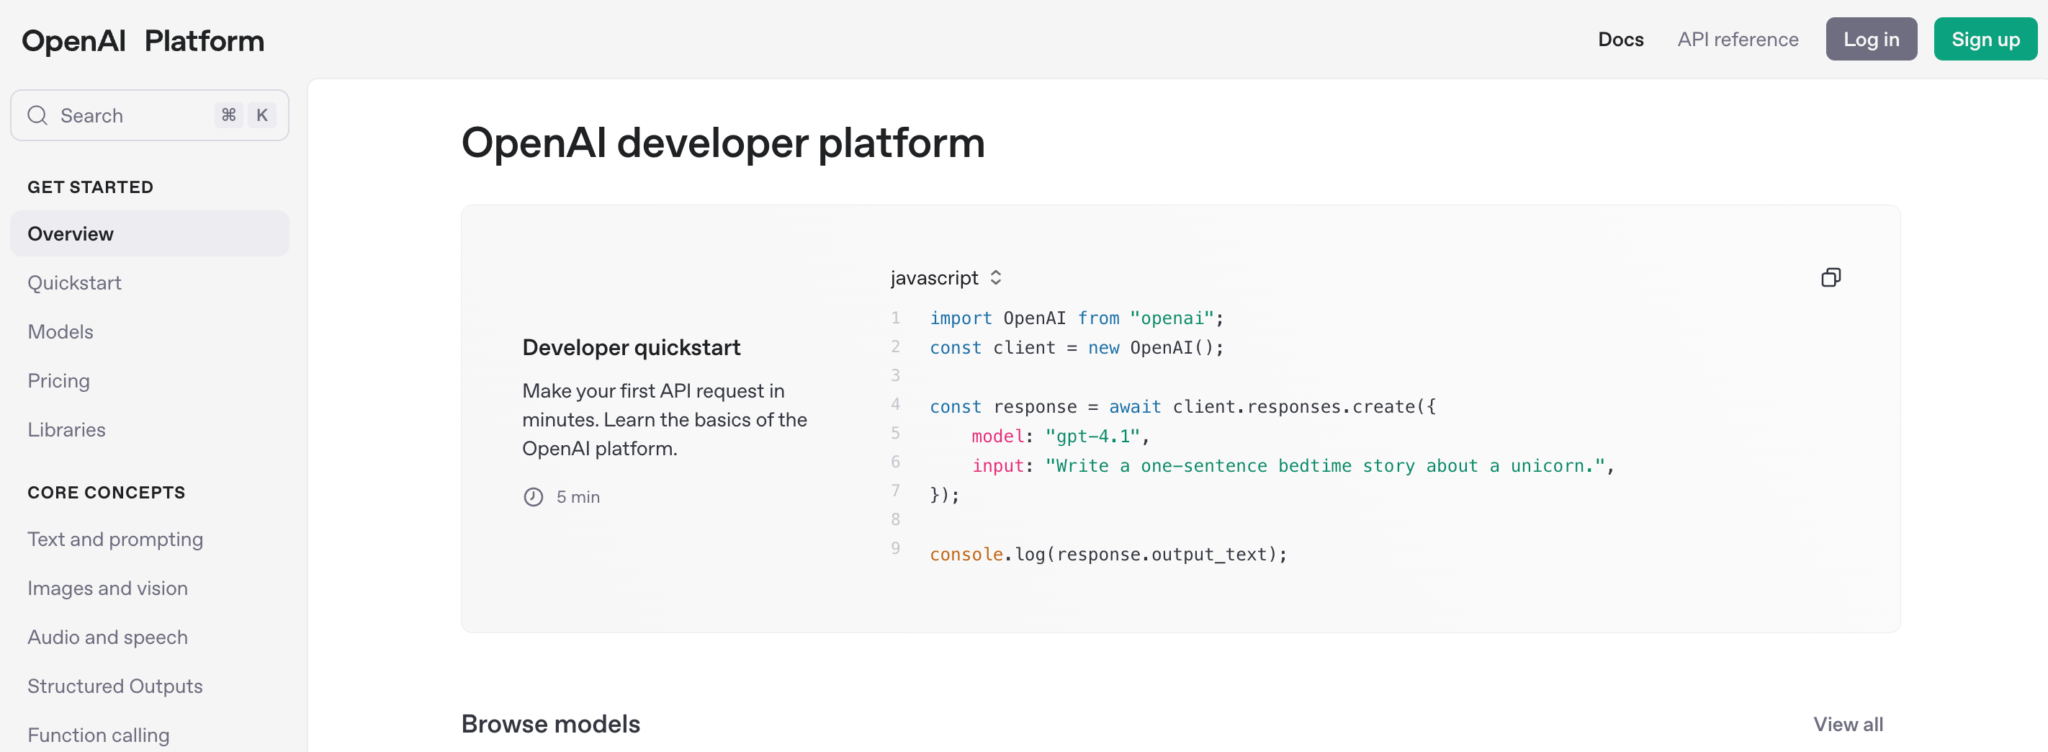 OpenAI Platform
Docs
API reference
Log in
Sign up
Search
⌘ K
GET STARTED
Overview
Quickstart
Models
Pricing
Libraries
CORE CONCEPTS
Text and prompting
Images and vision
Audio and speech
Structured Outputs
Function calling
OpenAI developer platform
Developer quickstart
Make your first API request in
minutes. Learn the basics of the
OpenAI platform.
5 min
javascript
1 import OpenAI from "openai";
2 const client = new OpenAI();
3
4 const response = await client.responses.create({
5     model: "gpt-4.1",
6     input: "Write a one-sentence bedtime story about a unicorn.",
7 });
8
9 console.log(response.output_text);
Browse models
View all